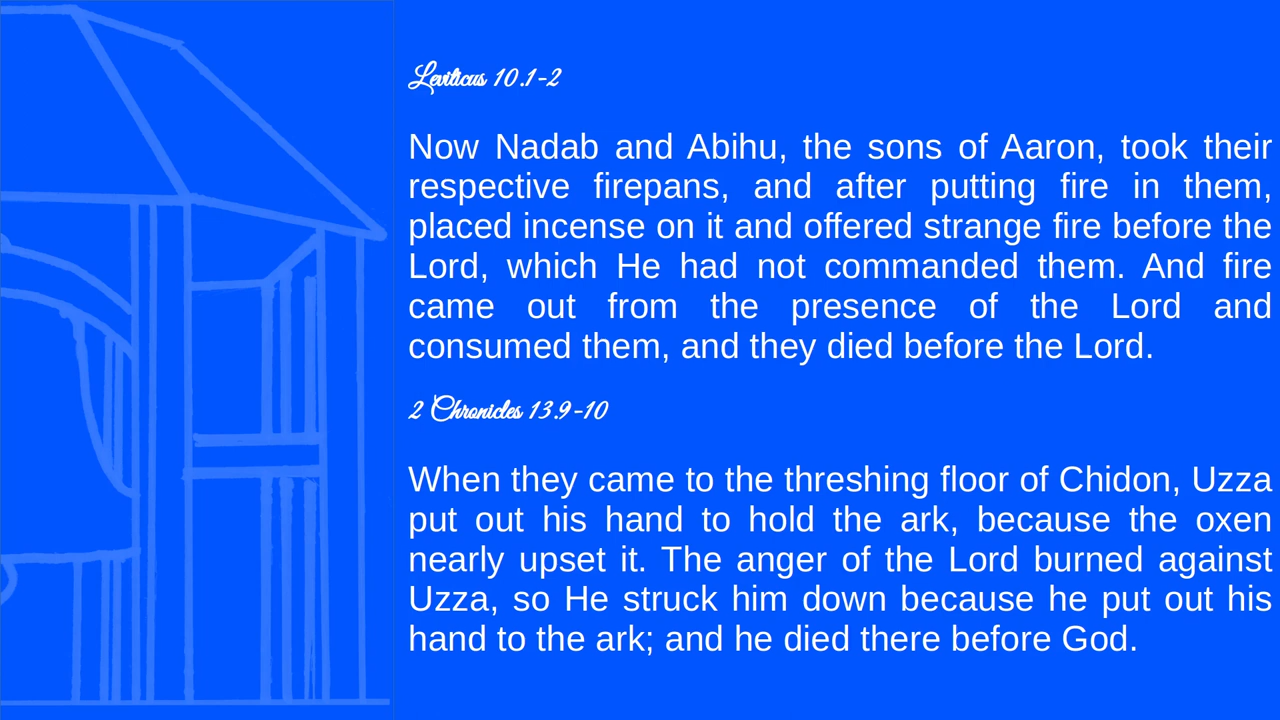 Leviticus 10.1-2
Now Nadab and Abihu, the sons of Aaron, took their
respective firepans, and after putting fire in them,
placed incense on it and offered strange fire before the
Lord, which He had not commanded them. And fire
came out from the presence of the Lord and
consumed them, and they died before the Lord.
2 Chronicles 13.9-10
When they came to the threshing floor of Chidon, Uzza
put out his hand to hold the ark, because the oxen
nearly upset it. The anger of the Lord burned against
Uzza, so He struck him down because he put out his
hand to the ark; and he died there before God.